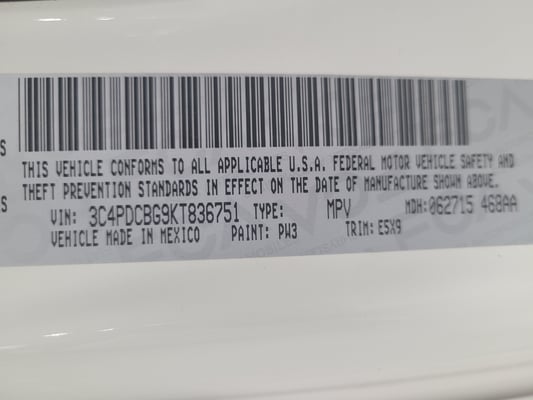 THIS VEHICLE CONFORMS TO ALL APPLICABLE U.S.A. FEDERAL MOTOR VEHICLE SAFETY AND
THEFT PREVENTION STANDARDS IN EFFECT ON THE DATE OF MANUFACTURE SHOWN ABOVE.
VIN: 3C4PDCBG9KT836751 TYPE: MPV MDH:062715 468AA
VEHICLE MADE IN MEXICO PAINT: PW3 TRIM: E5X9